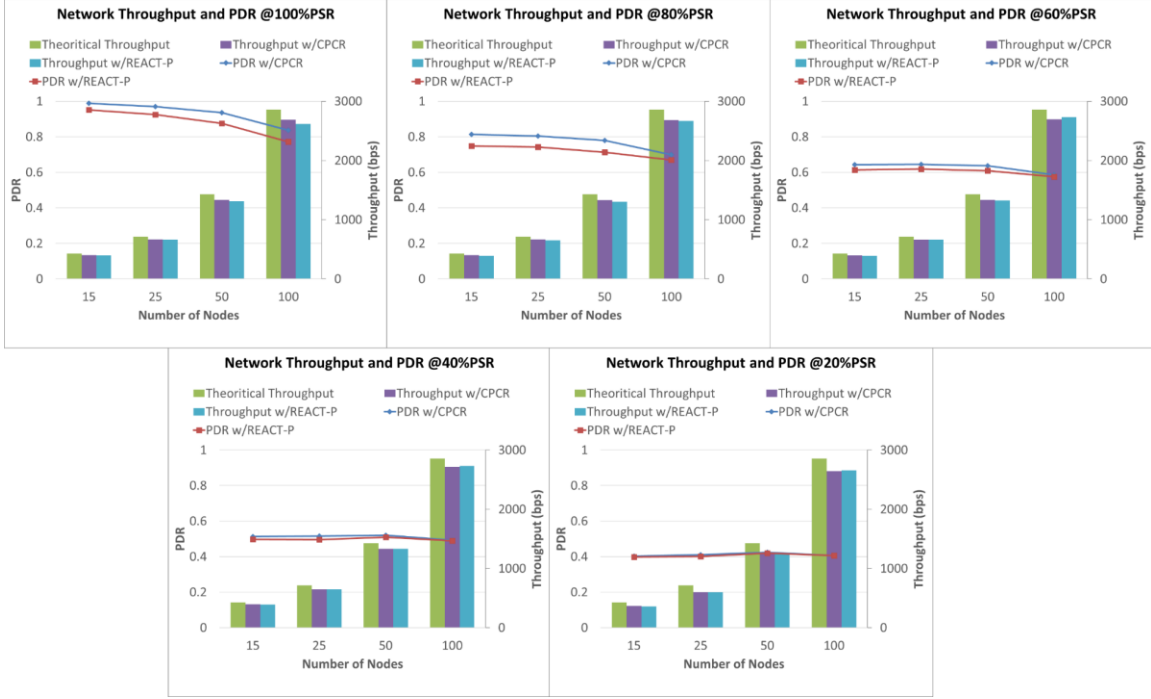 Network Throughput and PDR @100%PSR
Theoritical Throughput
Throughput w/CPCR
Throughput w/REACT-P
PDR w/CPCR
PDR w/REACT-P
1
0.8
0.6
0.4
0.2
0
PDR
3000
2000
1000
0
Throughput (bps)
15 25 50 100
Number of Nodes
Network Throughput and PDR @80%PSR
Theoritical Throughput
Throughput w/CPCR
Throughput w/REACT-P
PDR w/CPCR
PDR w/REACT-P
1
0.8
0.6
0.4
0.2
0
PDR
3000
2000
1000
0
Throughput (bps)
15 25 50 100
Number of Nodes
Network Throughput and PDR @60%PSR
Theoritical Throughput
Throughput w/CPCR
Throughput w/REACT-P
PDR w/CPCR
PDR w/REACT-P
1
0.8
0.6
0.4
0.2
0
PDR
3000
2000
1000
0
Throughput (bps)
15 25 50 100
Number of Nodes
Network Throughput and PDR @40%PSR
Theoritical Throughput
Throughput w/CPCR
Throughput w/REACT-P
PDR w/CPCR
PDR w/REACT-P
1
0.8
0.6
0.4
0.2
0
PDR
3000
2000
1000
0
Throughput (bps)
15 25 50 100
Number of Nodes
Network Throughput and PDR @20%PSR
Theoritical Throughput
Throughput w/CPCR
Throughput w/REACT-P
PDR w/CPCR
PDR w/REACT-P
1
0.8
0.6
0.4
0.2
0
PDR
3000
2000
1000
0
Throughput (bps)
15 25 50 100
Number of Nodes